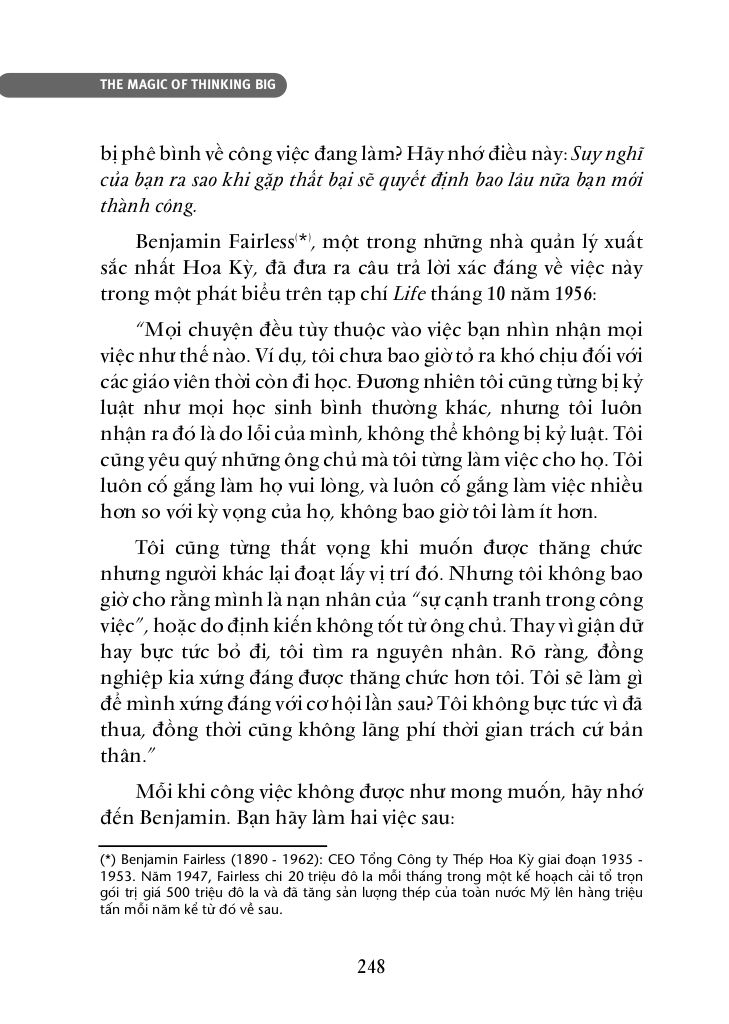 THE MAGIC OF THINKING BIG
bị phê bình về công việc đang làm? Hãy nhớ điều này: Suy nghĩ
của bạn ra sao khi gặp thất bại sẽ quyết định bao lâu nữa bạn mới
thành công.
Benjamin Fairless(*), một trong những nhà quản lý xuất
sắc nhất Hoa Kỳ, đã đưa ra câu trả lời xác đáng về việc này
trong một phát biểu trên tạp chí Life tháng 10 năm 1956:
“Mọi chuyện đều tùy thuộc vào việc bạn nhìn nhận mọi
việc như thế nào. Ví dụ, tôi chưa bao giờ tỏ ra khó chịu đối với
các giáo viên thời còn đi học. Đương nhiên tôi cũng từng bị kỷ
luật như mọi học sinh bình thường khác, nhưng tôi luôn
nhận ra đó là do lỗi của mình, không thể không bị kỷ luật. Tôi
cũng yêu quý những ông chủ mà tôi từng làm việc cho họ. Tôi
luôn cố gắng làm họ vui lòng, và luôn cố gắng làm việc nhiều
hơn so với kỳ vọng của họ, không bao giờ tôi làm ít hơn.
Tôi cũng từng thất vọng khi muốn được thăng chức
nhưng người khác lại đoạt lấy vị trí đó. Nhưng tôi không bao
giờ cho rằng mình là nạn nhân của “sự cạnh tranh trong công
việc”, hoặc do định kiến không tốt từ ông chủ. Thay vì giận dữ
hay bực tức bỏ đi, tôi tìm ra nguyên nhân. Rõ ràng, đồng
nghiệp kia xứng đáng được thăng chức hơn tôi. Tôi sẽ làm gì
để mình xứng đáng với cơ hội lần sau? Tôi không bực tức vì đã
thua, đồng thời cũng không lãng phí thời gian trách cứ bản
thân.”
Mỗi khi công việc không được như mong muốn, hãy nhớ
đến Benjamin. Bạn hãy làm hai việc sau:
(*) Benjamin Fairless (1890 - 1962): CEO Tổng Công ty Thép Hoa Kỳ giai đoạn 1935 -
1953. Năm 1947, Fairless chi 20 triệu đô la mỗi tháng trong một kế hoạch cải tổ trọn
gói trị giá 500 triệu đô la và đã tăng sản lượng thép của toàn nước Mỹ lên hàng triệu
tấn mỗi năm kể từ đó về sau.
248